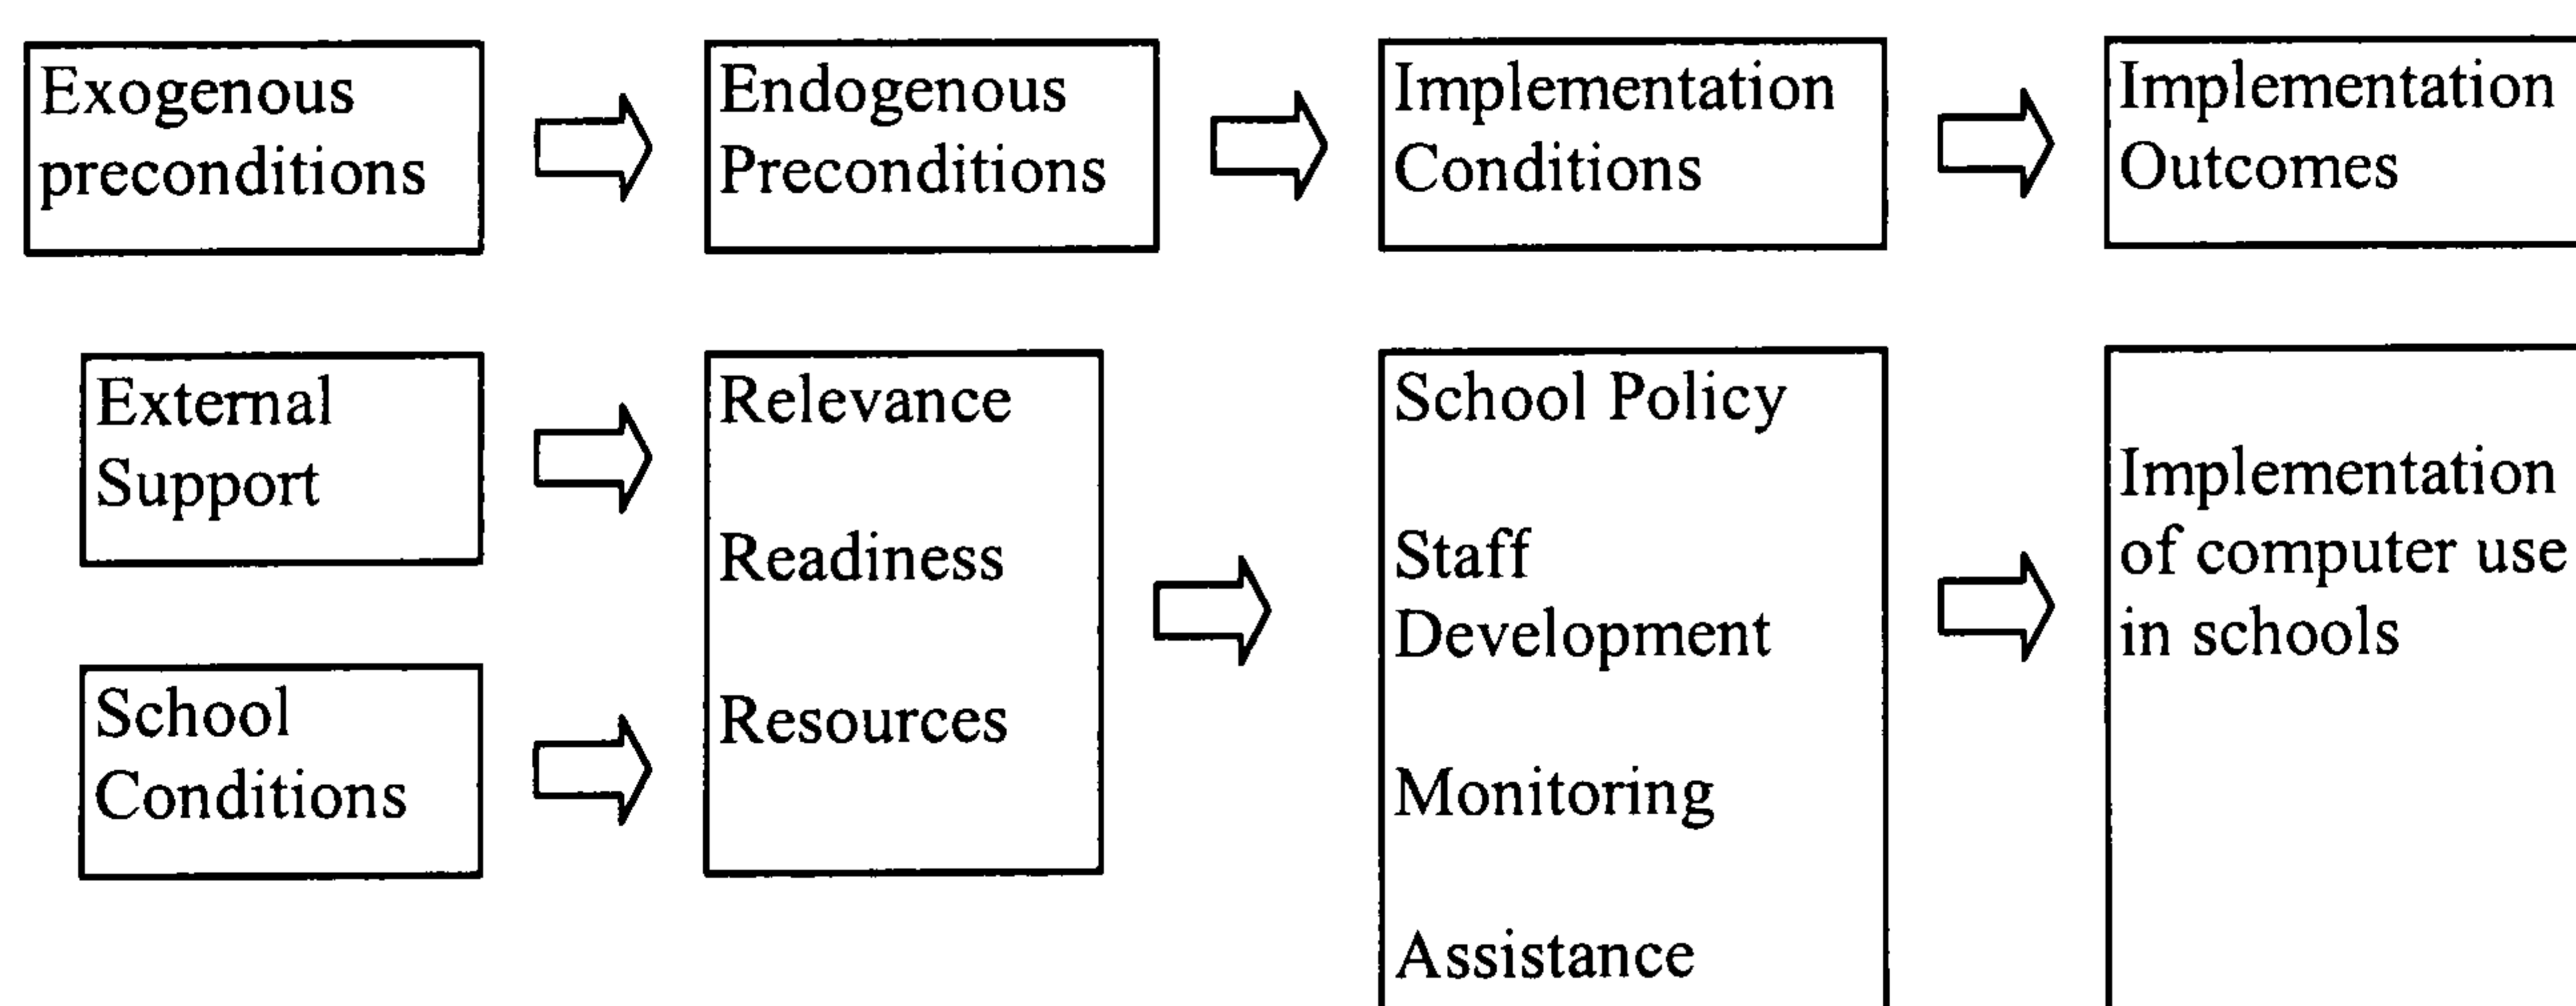 Exogenous
preconditions
Endogenous
Preconditions
Implementation
Conditions
Implementation
Outcomes
External
Support
School
Conditions
Relevance
Readiness
Resources
School Policy
Staff
Development
Monitoring
Assistance
Implementation
of computer use
in schools